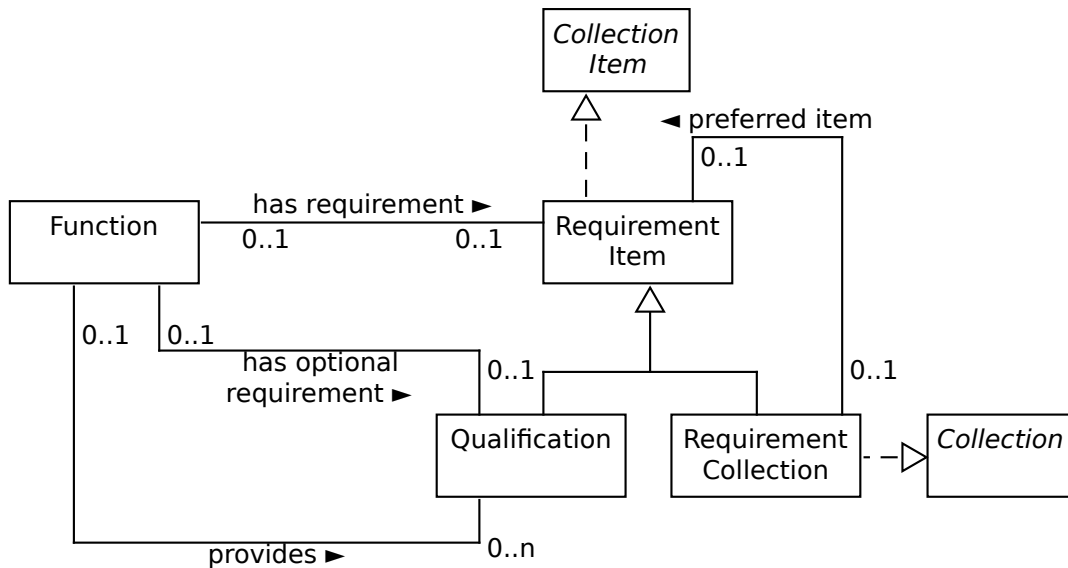 Collection
Item
◄ preferred item
0..1
has requirement ►
Function
0..1
0..1
Requirement
Item
0..1
0..1
has optional
requirement ►
0..1
0..1
Qualification
Requirement
Collection
Collection
provides ►
0..n